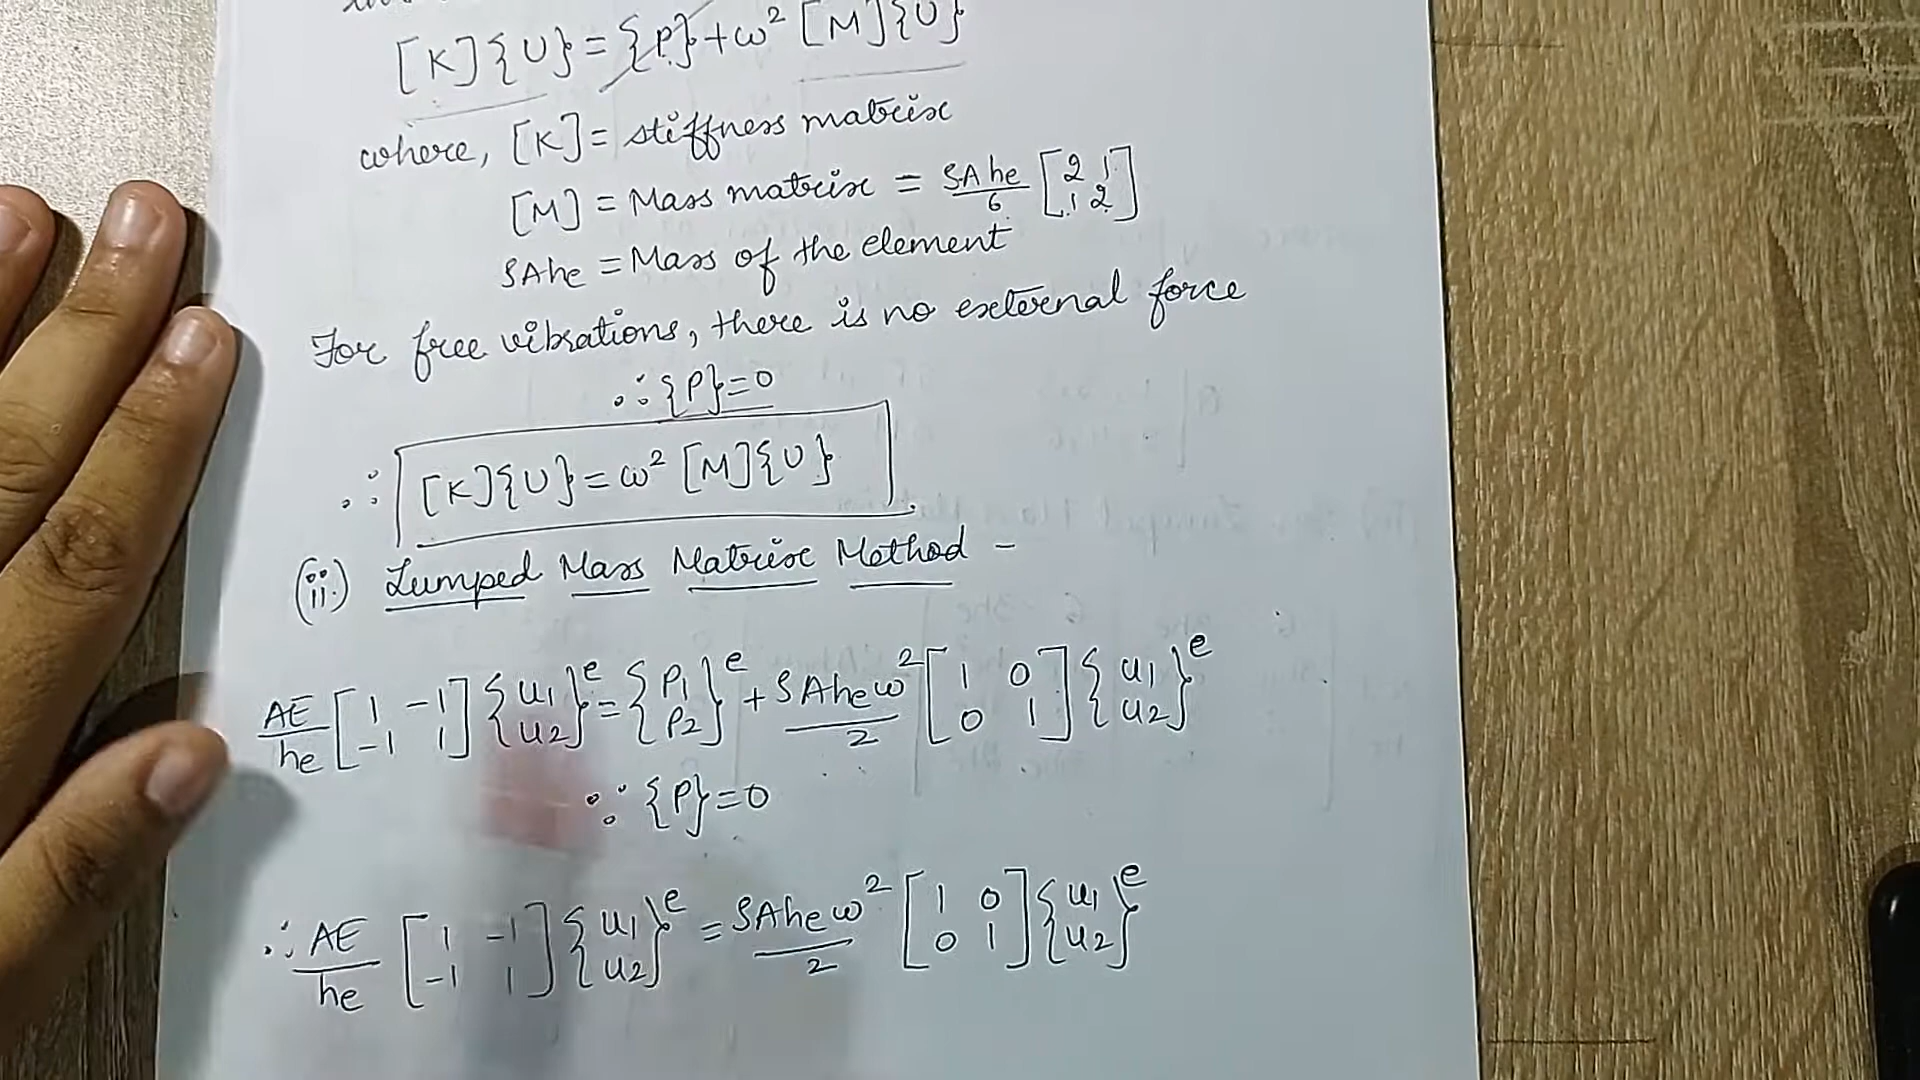 [K]{U} = {P} + ω² [M]{U}
where, [K] = stiffness matrix
[M] = Mass matrix = ρAhe/6 [2 1; 1 2]
ρAhe = Mass of the element
For free vibrations, there is no external force
∴ {P} = 0
∴ [K]{U} = ω² [M]{U}
(ii) Lumped Mass Matrix Method -
AE/he [1 -1; -1 1] {u1; u2}^e = {P1; P2}^e + ρAheω²/2 [1 0; 0 1] {u1; u2}^e
∵ {P} = 0
∴ AE/he [1 -1; -1 1] {u1; u2}^e = ρAheω²/2 [1 0; 0 1] {u1; u2}^e